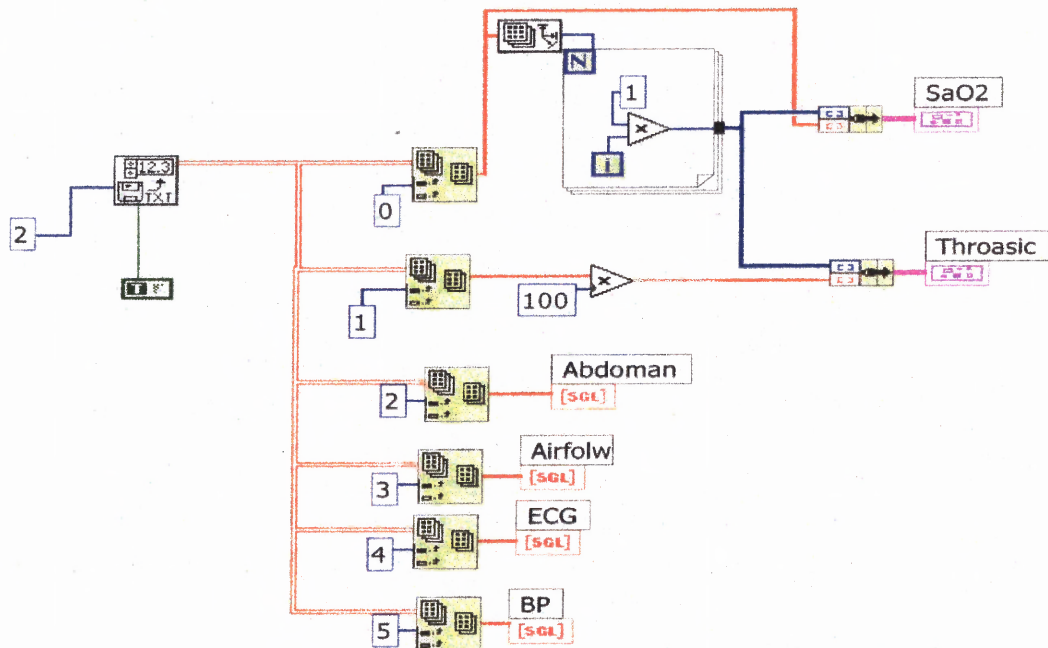 N
1
SaO2
×
i
12.3
TXT
0
2
Throasic
100
1
Abdoman
2
[SGL]
Airfolw
3
[SGL]
ECG
4
[SGL]
BP
5
[SGL]